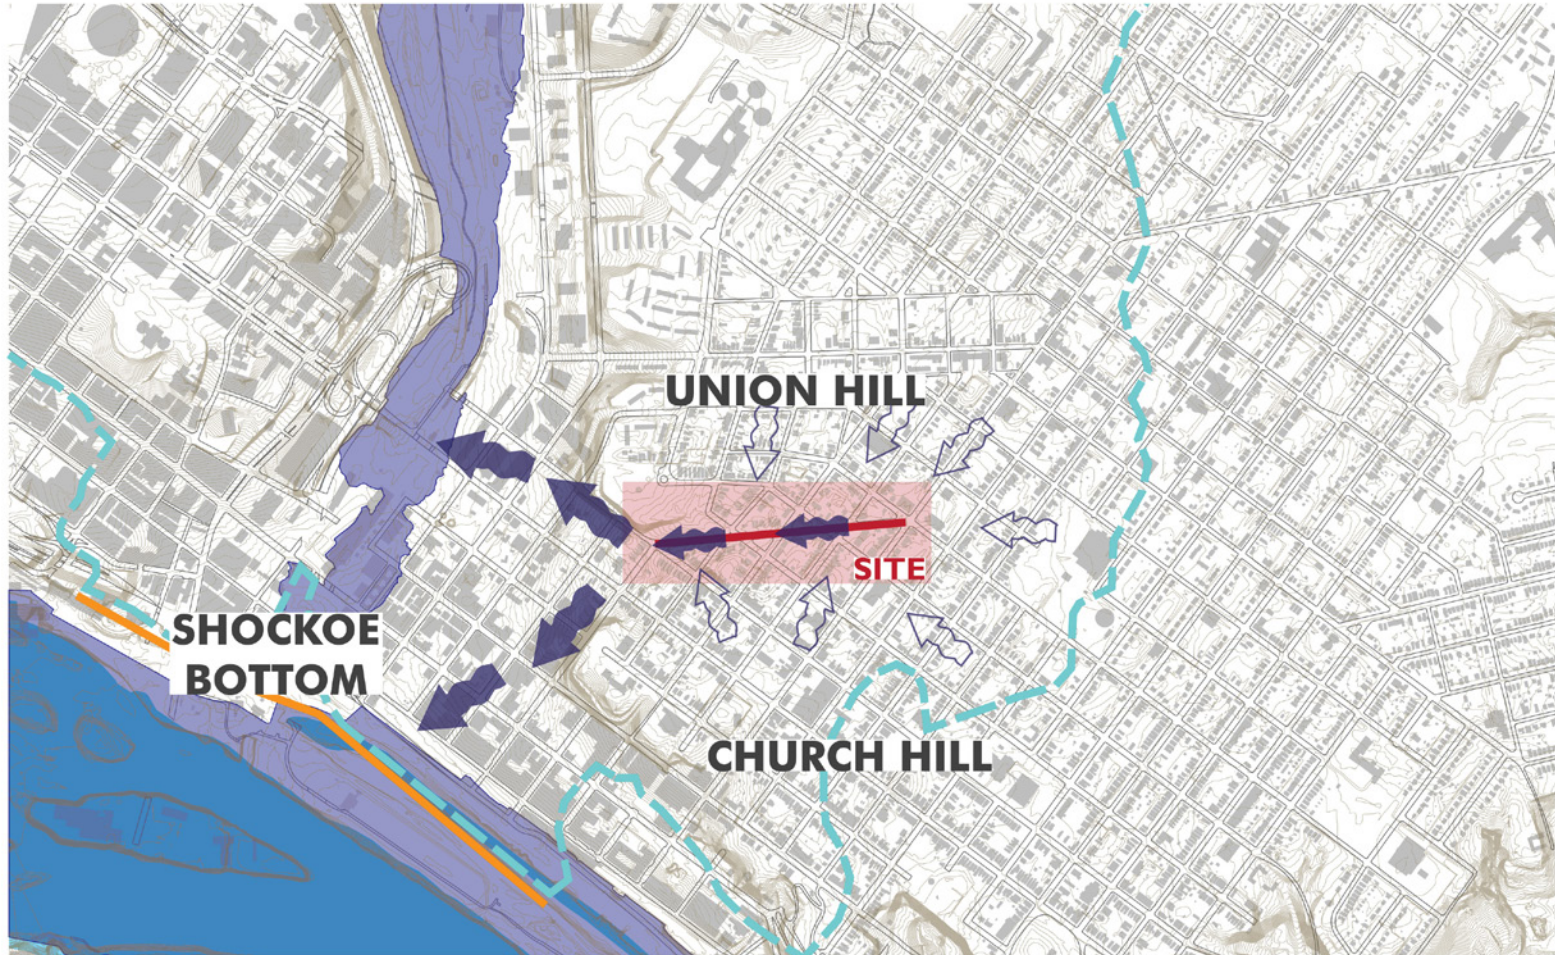 UNION HILL
SITE
SHOCKOE
BOTTOM
CHURCH HILL